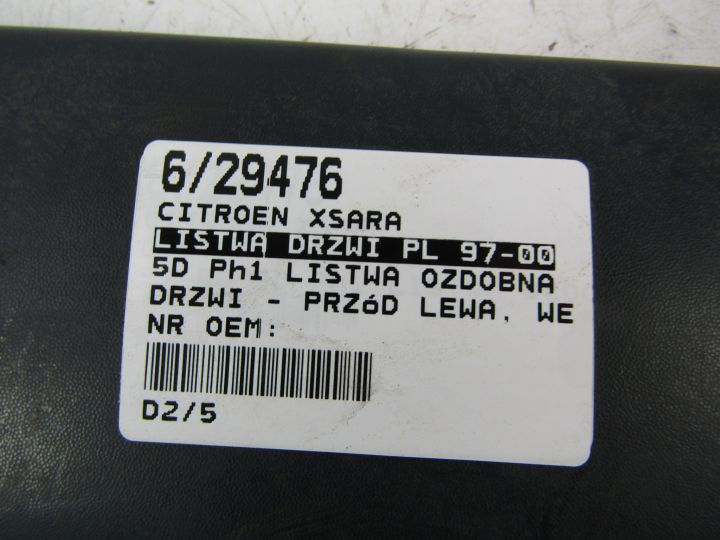 6/29476
CITROEN XSARA
LISTWA DRZWI PL 97-00
5D Ph1 LISTWA OZDOBNA
DRZWI - PRZóD LEWA, WE
NR OEM:
D2/5